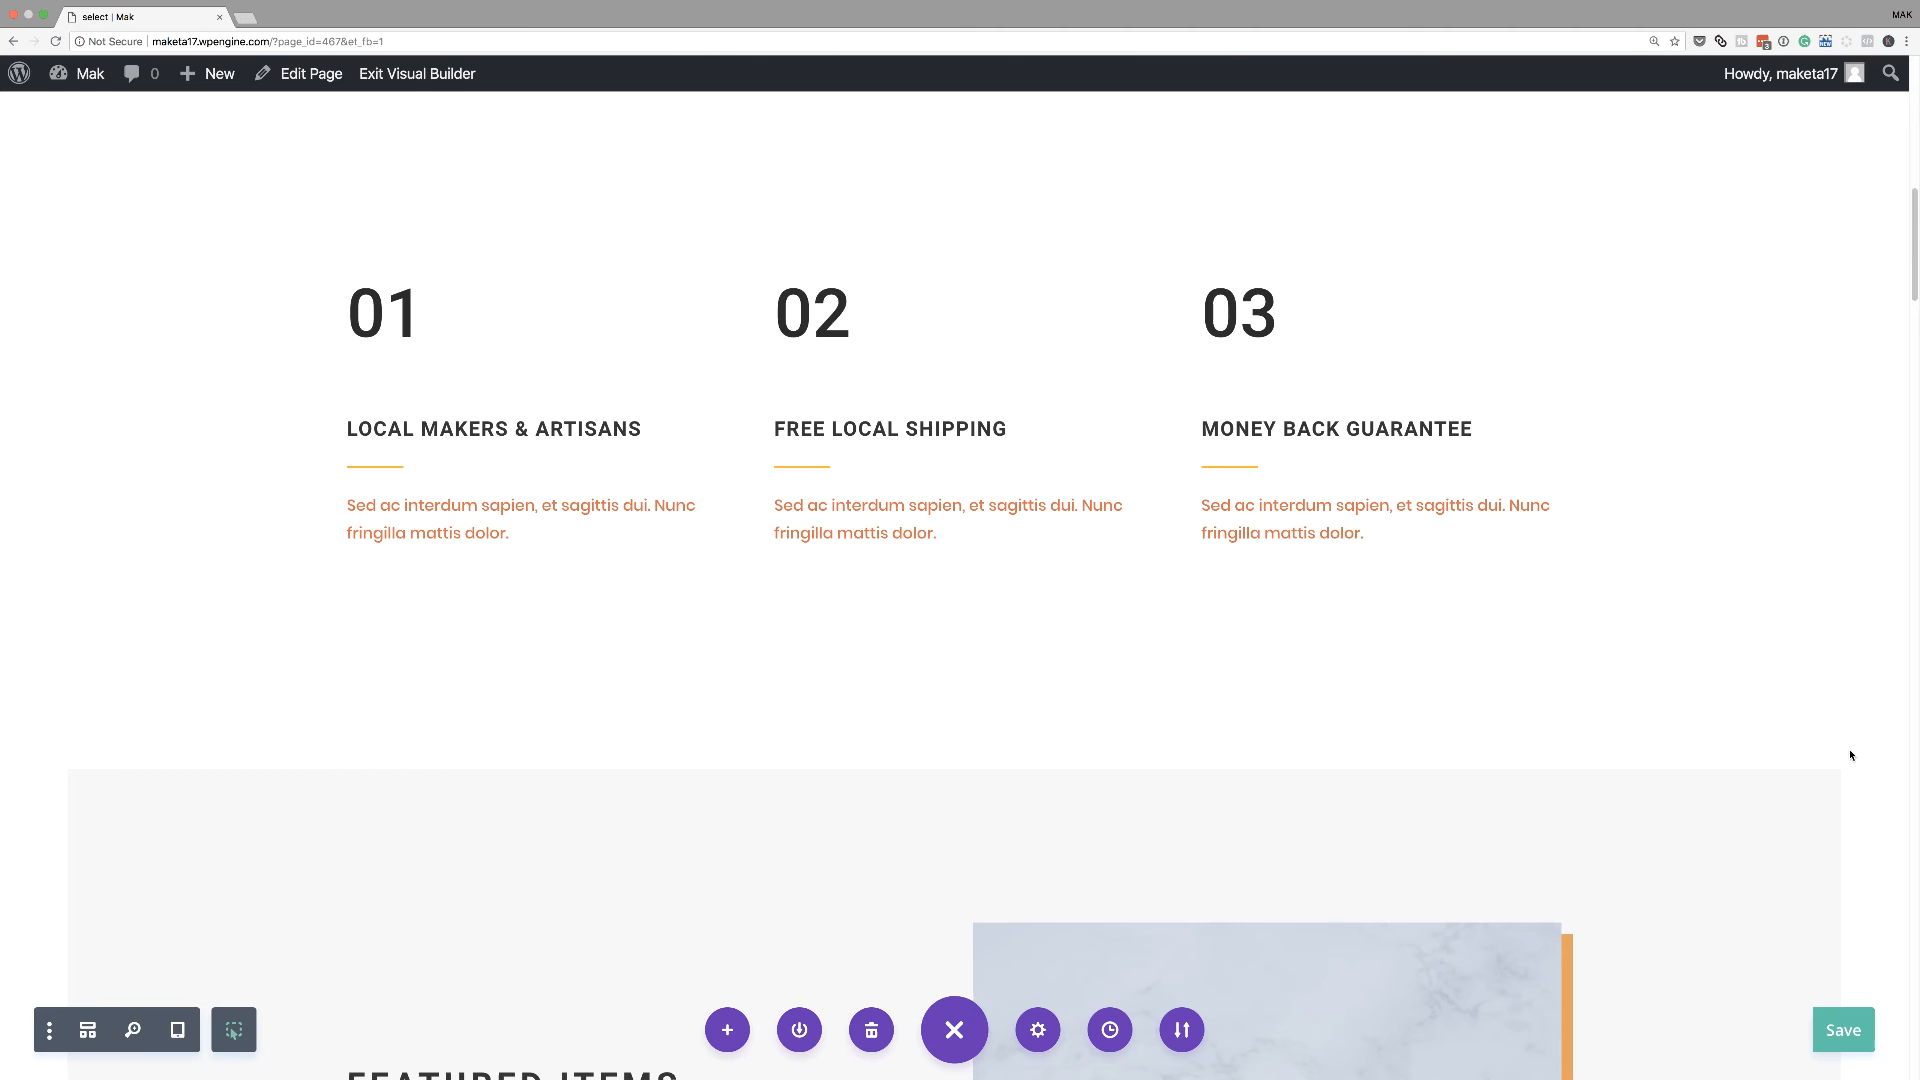 select | Mak
MAK
Not Secure | maketa17.wpengine.com/?page_id=467&et_fb=1
Mak 0 New Edit Page Exit Visual Builder
Howdy, maketa17
01
02
03
LOCAL MAKERS & ARTISANS
FREE LOCAL SHIPPING
MONEY BACK GUARANTEE
Sed ac interdum sapien, et sagittis dui. Nunc
fringilla mattis dolor.
Sed ac interdum sapien, et sagittis dui. Nunc
fringilla mattis dolor.
Sed ac interdum sapien, et sagittis dui. Nunc
fringilla mattis dolor.
FEATURED ITEMS
Save